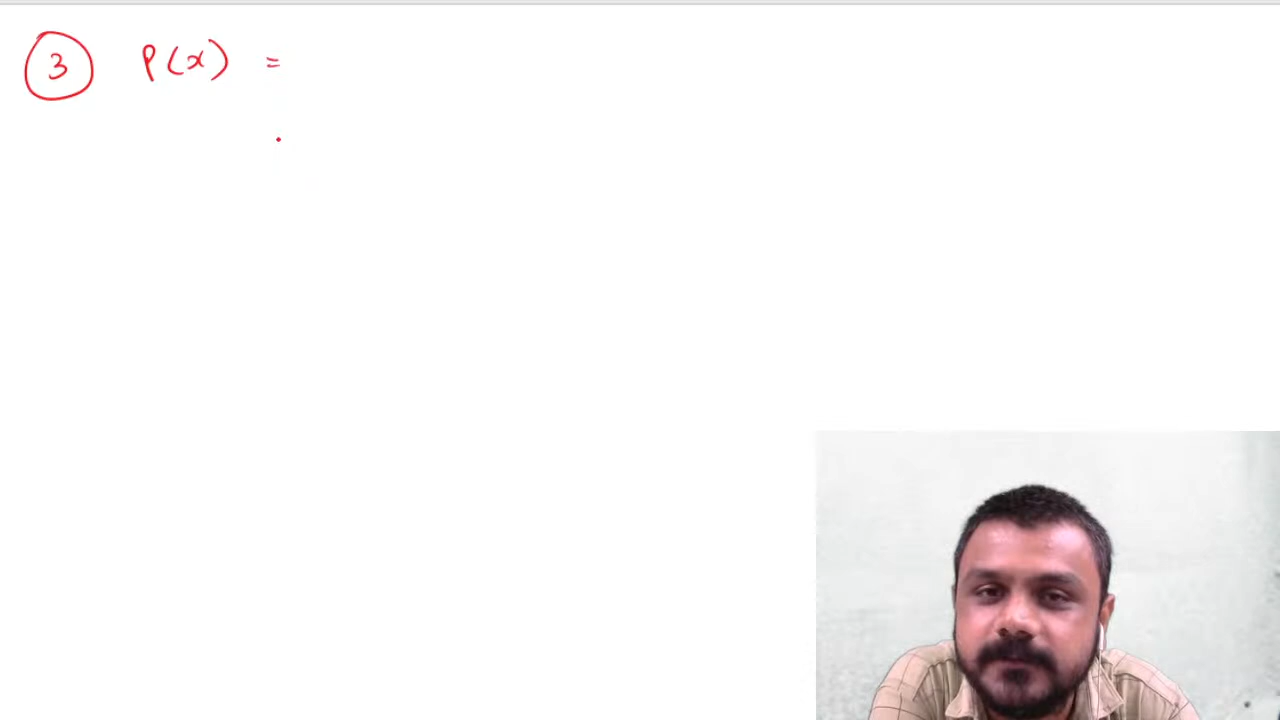 3 P(x) =